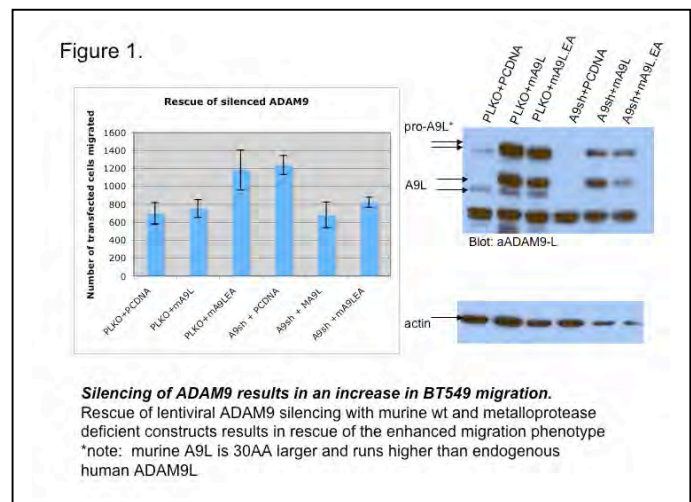 Figure 1.
Rescue of silenced ADAM9
Number of transfected cells migrated
1600
1400
1200
1000
800
600
400
200
0
PLKO+PCDNA
PLKO+mA9L
PLKO+mA9LEA
A9sh + PCDNA
A9sh + MA9L
A9sh +mA9LEA
PLKO+PCDNA
PLKO+mA9L
PLKO+mA9L.EA
A9sh+PCDNA
A9sh+mA9L
A9sh+mA9L.EA
pro-A9L*
A9L
Blot: aADAM9-L
actin
Silencing of ADAM9 results in an increase in BT549 migration.
Rescue of lentiviral ADAM9 silencing with murine wt and metalloprotease
deficient constructs results in rescue of the enhanced migration phenotype
*note: murine A9L is 30AA larger and runs higher than endogenous
human ADAM9L